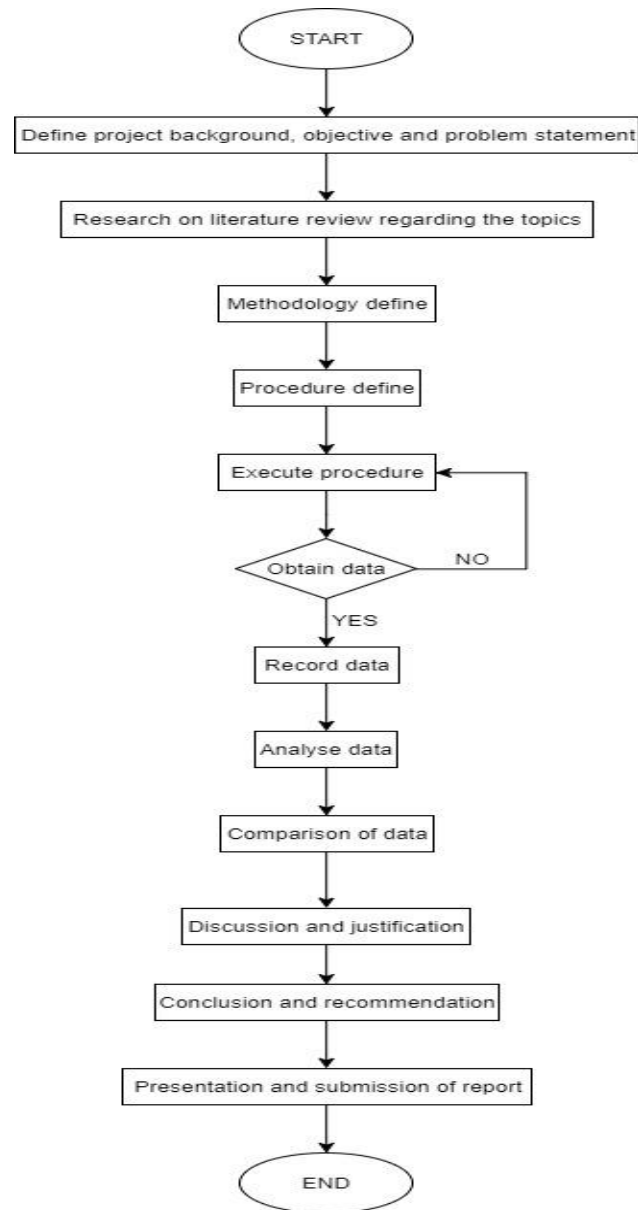 START
Define project background, objective and problem statement
Research on literature review regarding the topics
Methodology define
Procedure define
Execute procedure
Obtain data
NO
YES
Record data
Analyse data
Comparison of data
Discussion and justification
Conclusion and recommendation
Presentation and submission of report
END